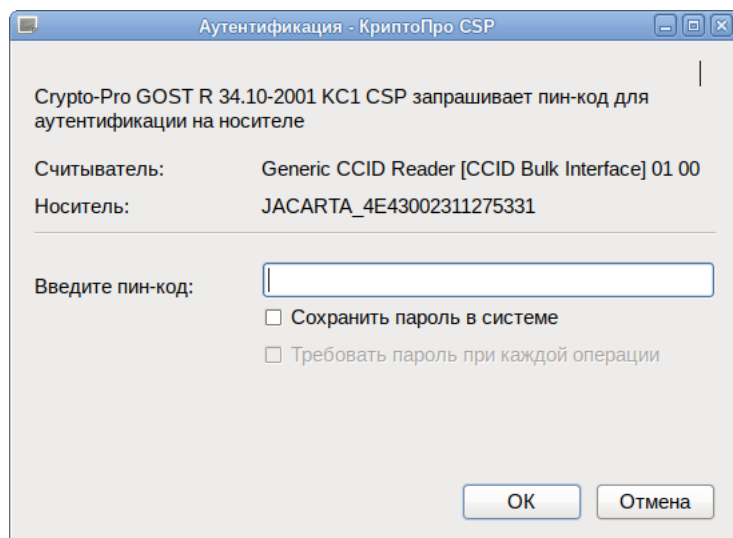 Аутентификация - КриптоПро CSP
Crypto-Pro GOST R 34.10-2001 KC1 CSP запрашивает пин-код для
аутентификации на носителе
Считыватель: Generic CCID Reader [CCID Bulk Interface] 01 00
Носитель: JACARTA_4E43002311275331
Введите пин-код:
Сохранить пароль в системе
Требовать пароль при каждой операции
ОК Отмена